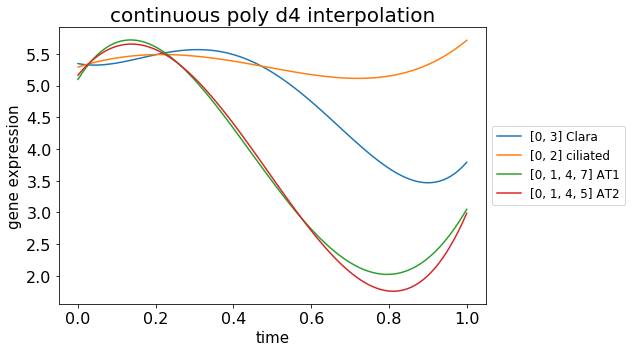 continuous poly d4 interpolation
gene expression
5.5
5.0
4.5
4.0
3.5
3.0
2.5
2.0
0.0 0.2 0.4 0.6 0.8 1.0
time
[0, 3] Clara
[0, 2] ciliated
[0, 1, 4, 7] AT1
[0, 1, 4, 5] AT2